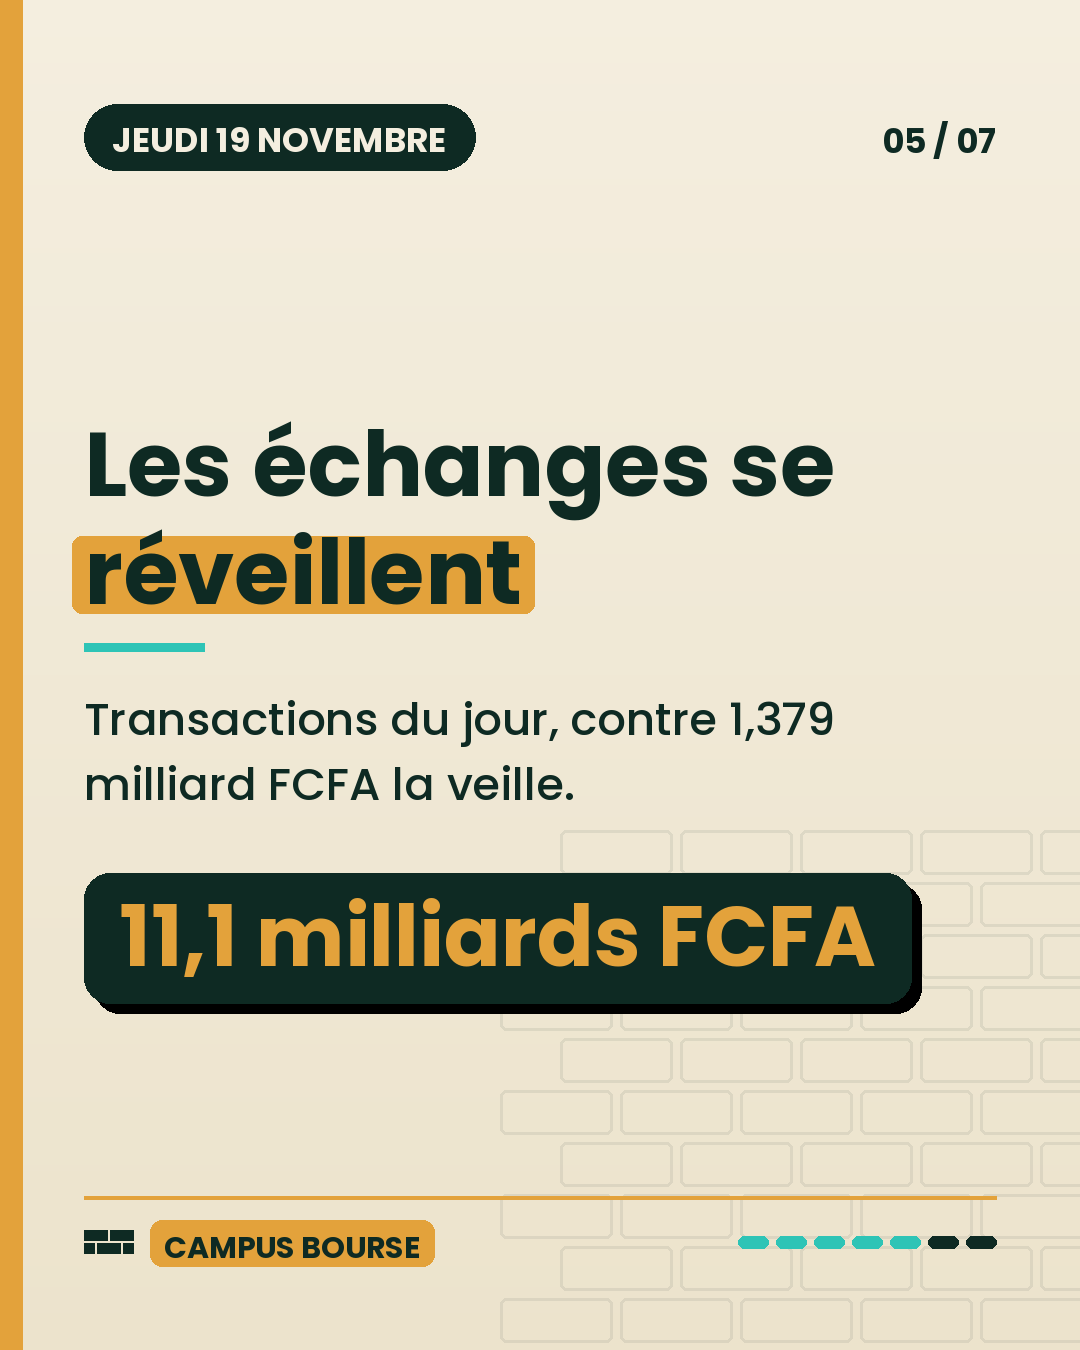 JEUDI 19 NOVEMBRE
05 / 07
Les échanges se
réveillent
Transactions du jour, contre 1,379
milliard FCFA la veille.
11,1 milliards FCFA
CAMPUS BOURSE